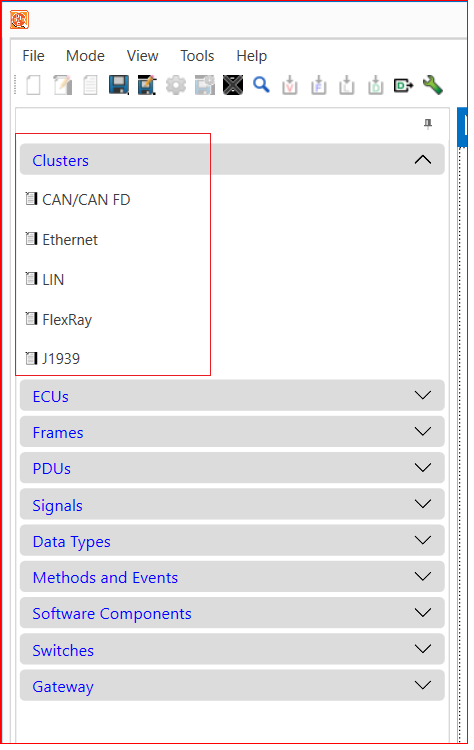 File Mode View Tools Help
Clusters
CAN/CAN FD
Ethernet
LIN
FlexRay
J1939
ECUs
Frames
PDUs
Signals
Data Types
Methods and Events
Software Components
Switches
Gateway